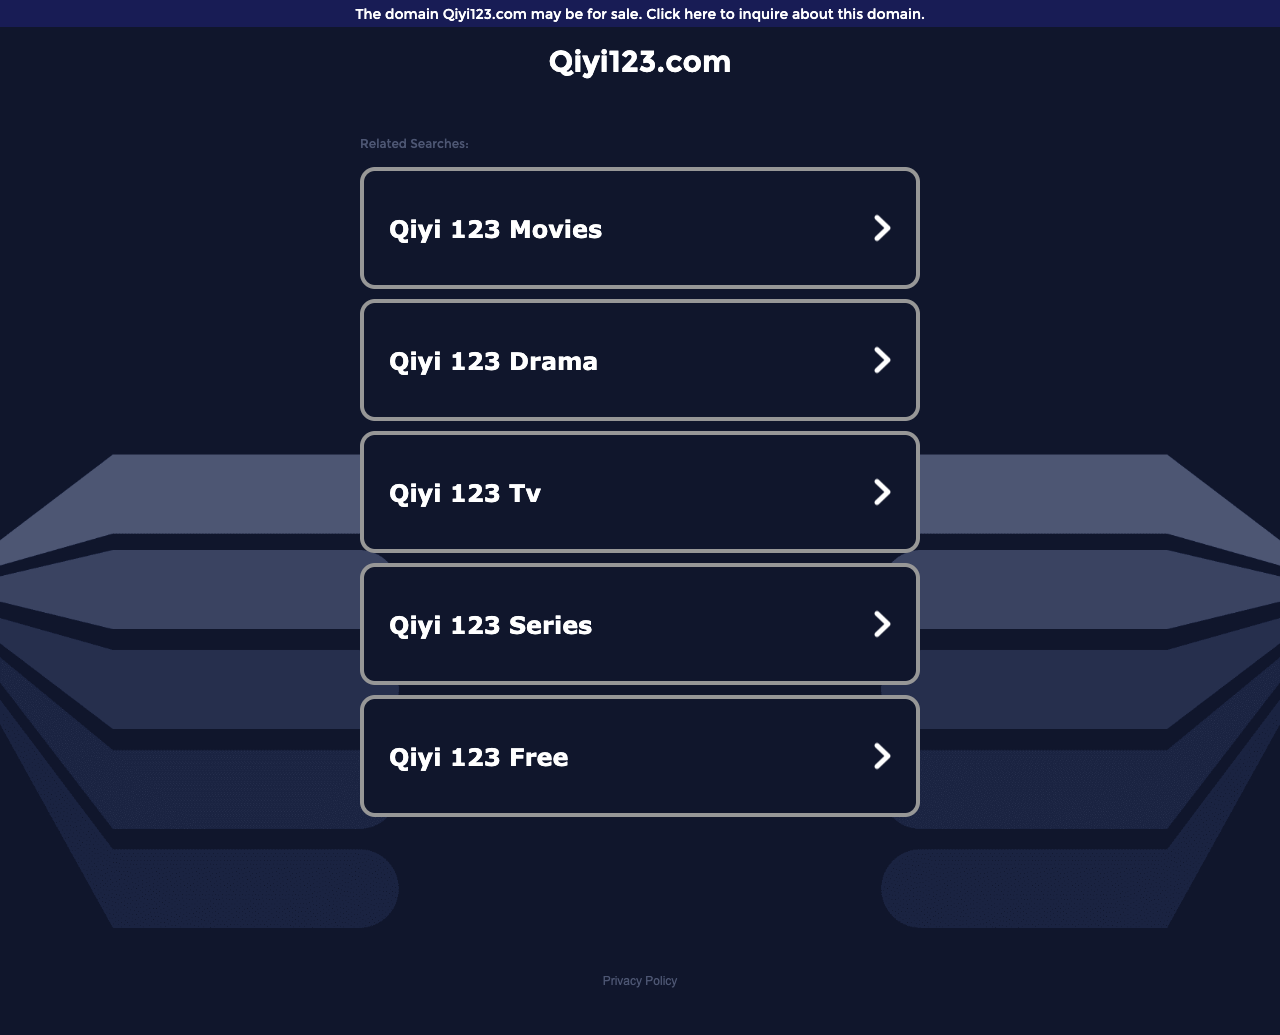 The domain Qiyi123.com may be for sale. Click here to inquire about this domain.
Qiyi123.com
Related Searches:
Qiyi 123 Movies
Qiyi 123 Drama
Qiyi 123 Tv
Qiyi 123 Series
Qiyi 123 Free
Privacy Policy